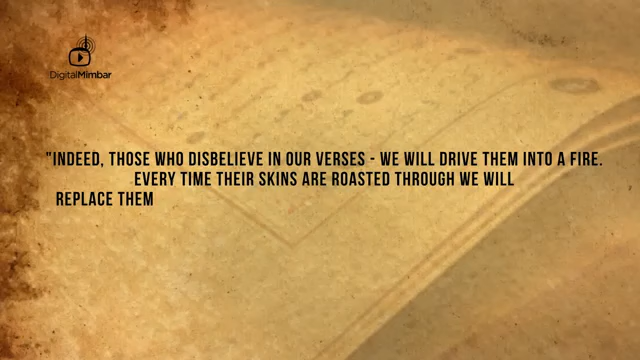 DigitalMimbar
"INDEED, THOSE WHO DISBELIEVE IN OUR VERSES - WE WILL DRIVE THEM INTO A FIRE.
EVERY TIME THEIR SKINS ARE ROASTED THROUGH WE WILL
REPLACE THEM